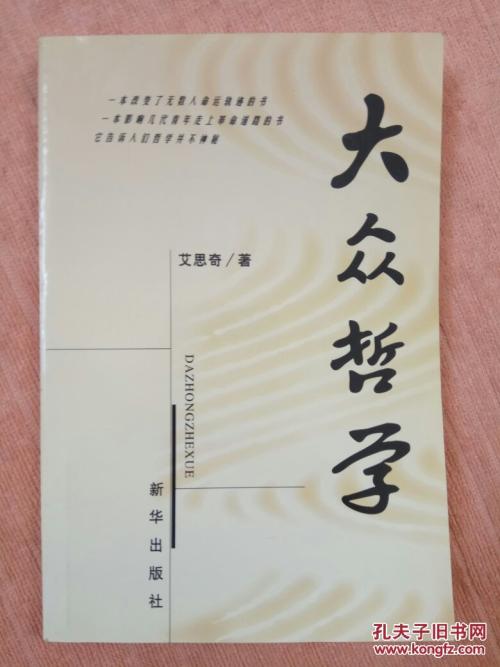 一本改变了无数人命运轨迹的书
一本影响几代青年走上革命道路的书
它告诉人们哲学并不神秘
大众哲学
艾思奇/著
DAZHONGZHEXUE
新华出版社
孔夫子旧书网
www.kongfz.com